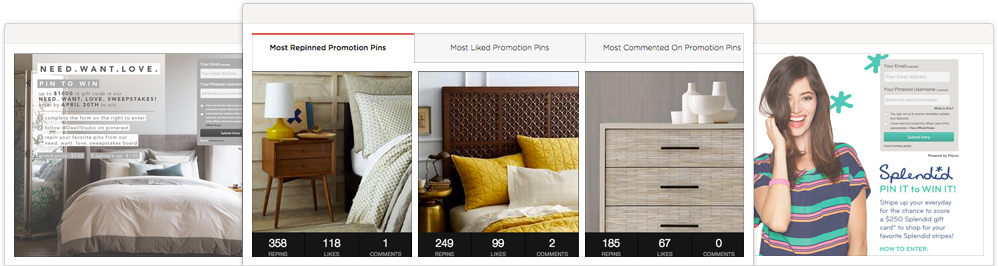 NEED.WANT.LOVE.
PIN TO WIN
up to $1000 in gift cards in our
NEED. WANT. LOVE. SWEEPSTAKES!
enter by APRIL 30TH to win.
complete the form on the right to enter
follow @DwellStudio on pinterest
repin your favorite pins from our
need. want. love. sweepstakes board
grand prize: $500
Your Email
Your Email Address
Your Pinterest Username
Submit Entry
Most Repinned Promotion Pins
Most Liked Promotion Pins
Most Commented On Promotion Pins
358
REPINS
118
LIKES
1
COMMENTS
249
REPINS
99
LIKES
2
COMMENTS
185
REPINS
67
LIKES
0
COMMENTS
Your Email
Your Email Address
Your Pinterest Username
pinterest.com/username
What is this?
Submit Entry
Powered by Piqora
Splendid
PIN IT to WIN IT!
Stripe up your everyday
for the chance to score
a $250 Splendid gift
card* to shop for your
favorite Splendid stripes!
HOW TO ENTER: